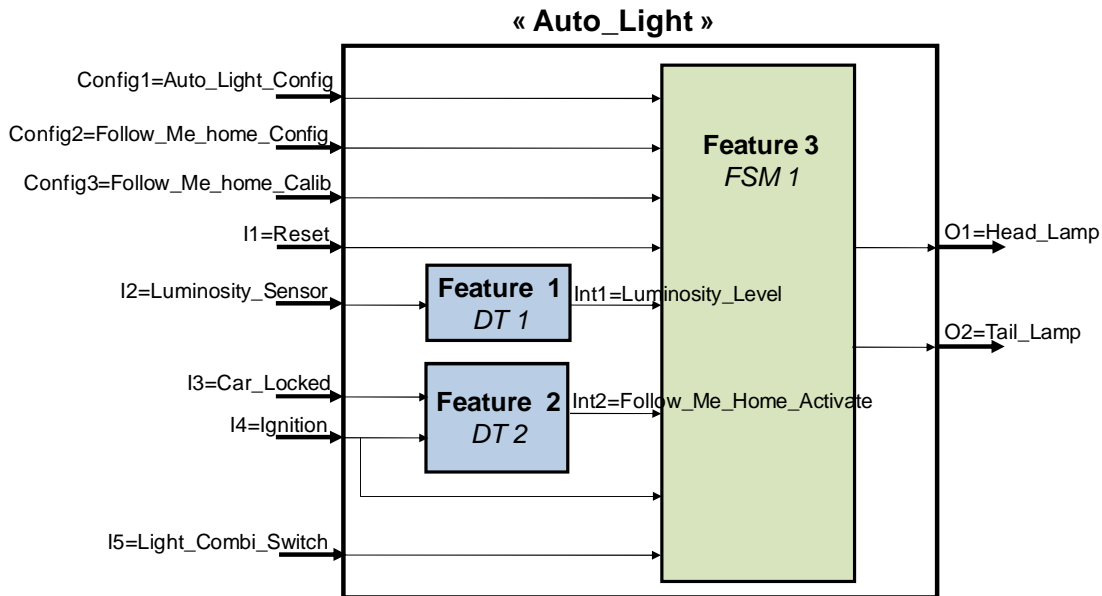 « Auto_Light »
Config1=Auto_Light_Config
Config2=Follow_Me_home_Config
Config3=Follow_Me_home_Calib
I1=Reset
I2=Luminosity_Sensor
I3=Car_Locked
I4=Ignition
I5=Light_Combi_Switch
Feature 1
DT 1
Int1=Luminosity_Level
Feature 2
DT 2
Int2=Follow_Me_Home_Activate
Feature 3
FSM 1
O1=Head_Lamp
O2=Tail_Lamp